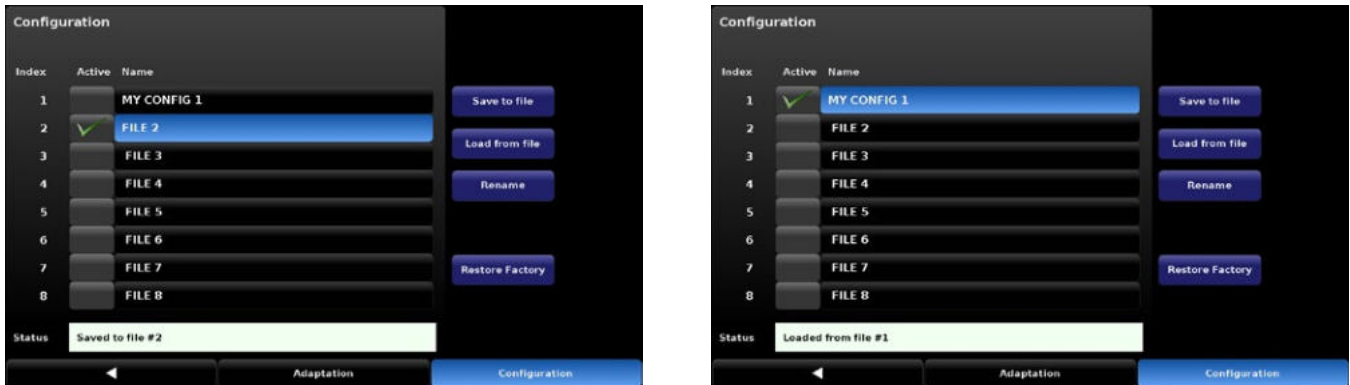 Configuration
Index Active Name
1 MY CONFIG 1 Save to file
2 FILE 2
Load from file
3 FILE 3
4 FILE 4 Rename
5 FILE 5
6 FILE 6
7 FILE 7 Restore Factory
8 FILE 8
Status Saved to file #2
Adaptation Configuration
Configuration
Index Active Name
1 MY CONFIG 1 Save to file
2 FILE 2
Load from file
3 FILE 3
4 FILE 4 Rename
5 FILE 5
6 FILE 6
7 FILE 7 Restore Factory
8 FILE 8
Status Loaded from file #1
Adaptation Configuration